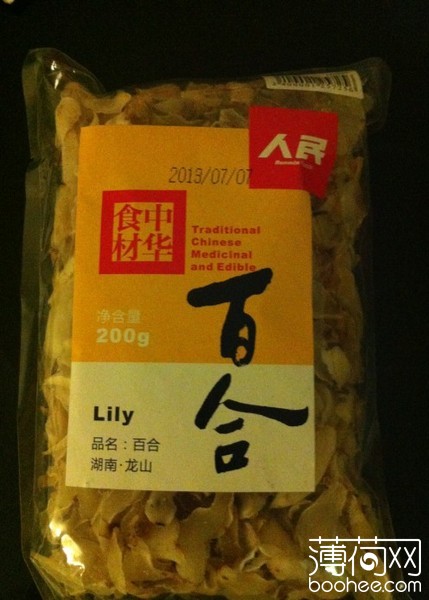 人民
2013/07/07
中华
食材
Traditional
Chinese
Medicinal
and Edible
净含量
200g
百合
Lily
品名：百合
湖南·龙山
薄荷网
boohee.com